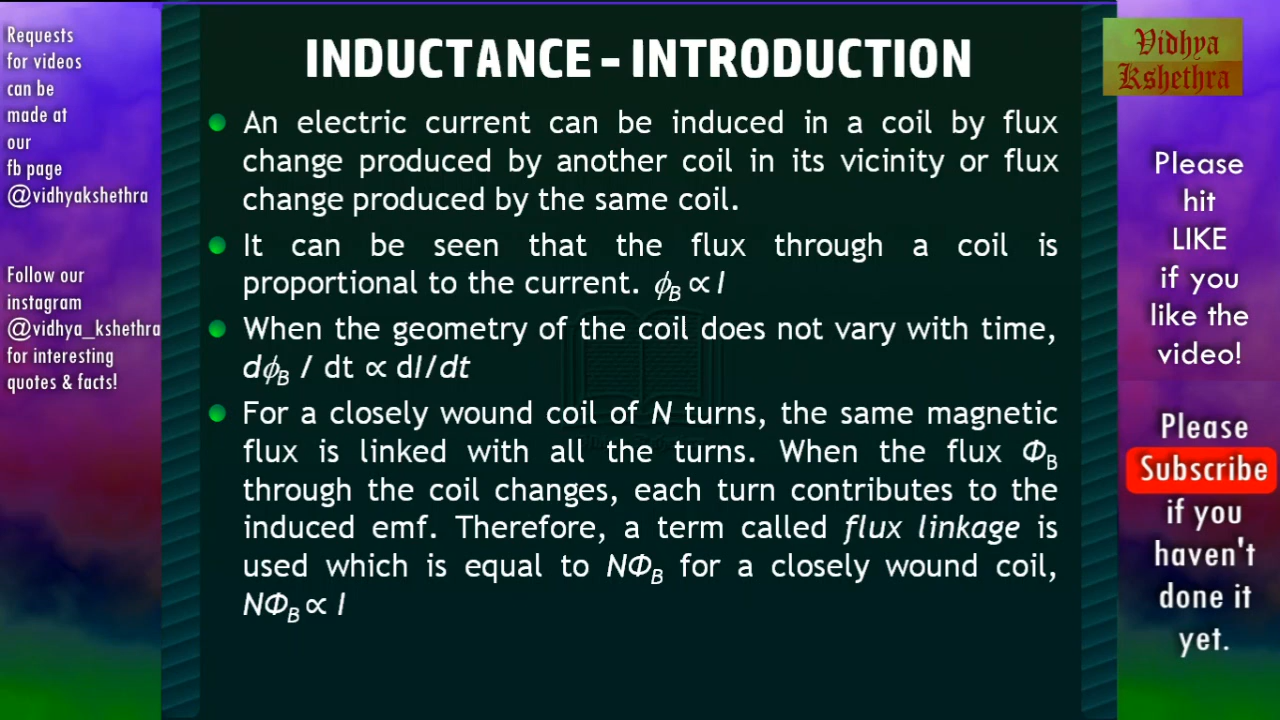 Requests
for videos
can be
made at
our
fb page
@vidhyakshethra
Follow our
instagram
@vidhya_kshethra
for interesting
quotes & facts!
INDUCTANCE – INTRODUCTION
An electric current can be induced in a coil by flux
change produced by another coil in its vicinity or flux
change produced by the same coil.
It can be seen that the flux through a coil is
proportional to the current. ϕB ∝ I
When the geometry of the coil does not vary with time,
dϕB / dt ∝ dI/dt
For a closely wound coil of N turns, the same magnetic
flux is linked with all the turns. When the flux ΦB
through the coil changes, each turn contributes to the
induced emf. Therefore, a term called flux linkage is
used which is equal to NΦB for a closely wound coil,
NΦB ∝ I
Vidhya
Kshethra
Please
hit
LIKE
if you
like the
video!
Please
Subscribe
if you
haven't
done it
yet.